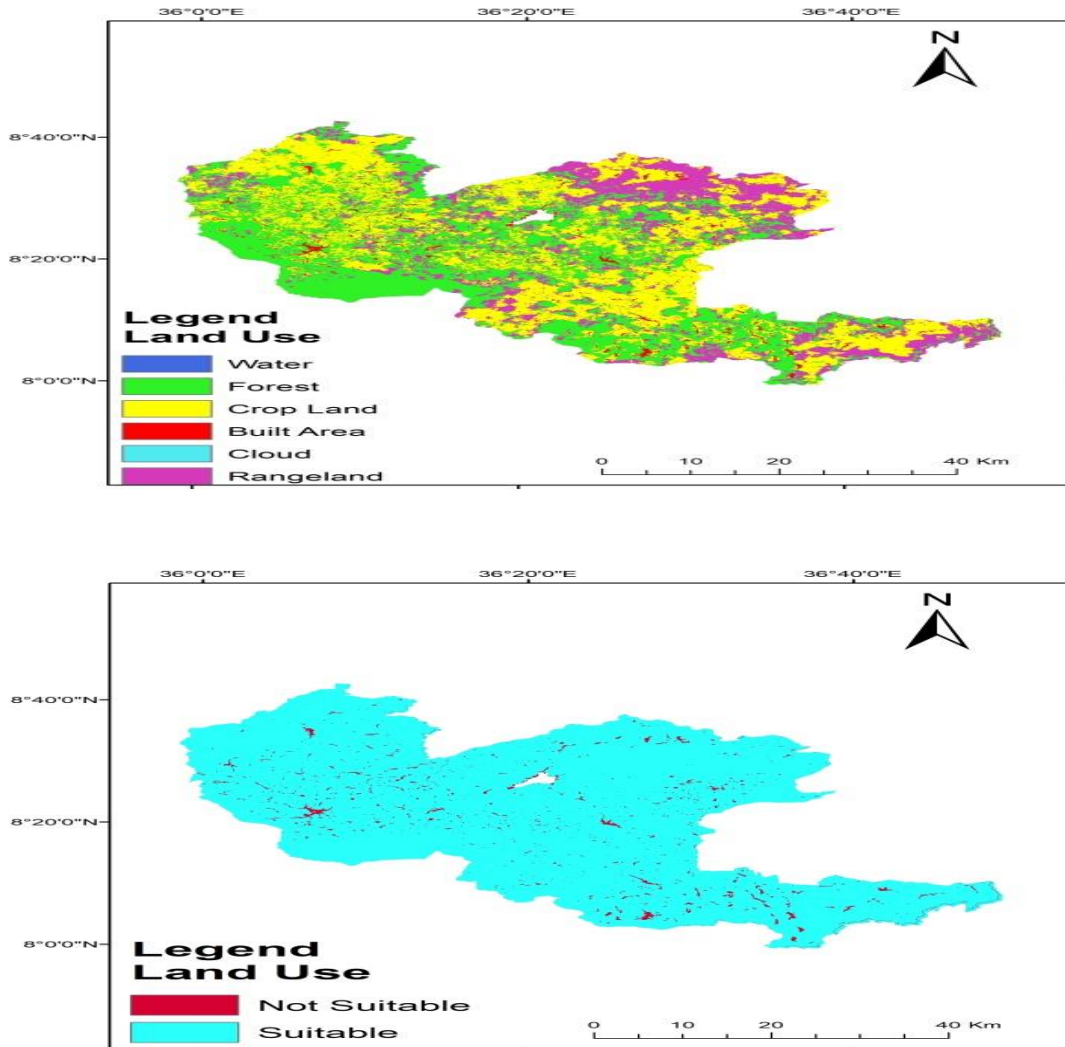 36°0'0"E 36°20'0"E 36°40'0"E
N
8°40'0"N
8°20'0"N
8°0'0"N
Legend
Land Use
Water
Forest
Crop Land
Built Area
Cloud
Rangeland
0 10 20 40 Km
36°0'0"E 36°20'0"E 36°40'0"E
N
8°40'0"N
8°20'0"N
8°0'0"N
Legend
Land Use
Not Suitable
Suitable
0 10 20 40 Km